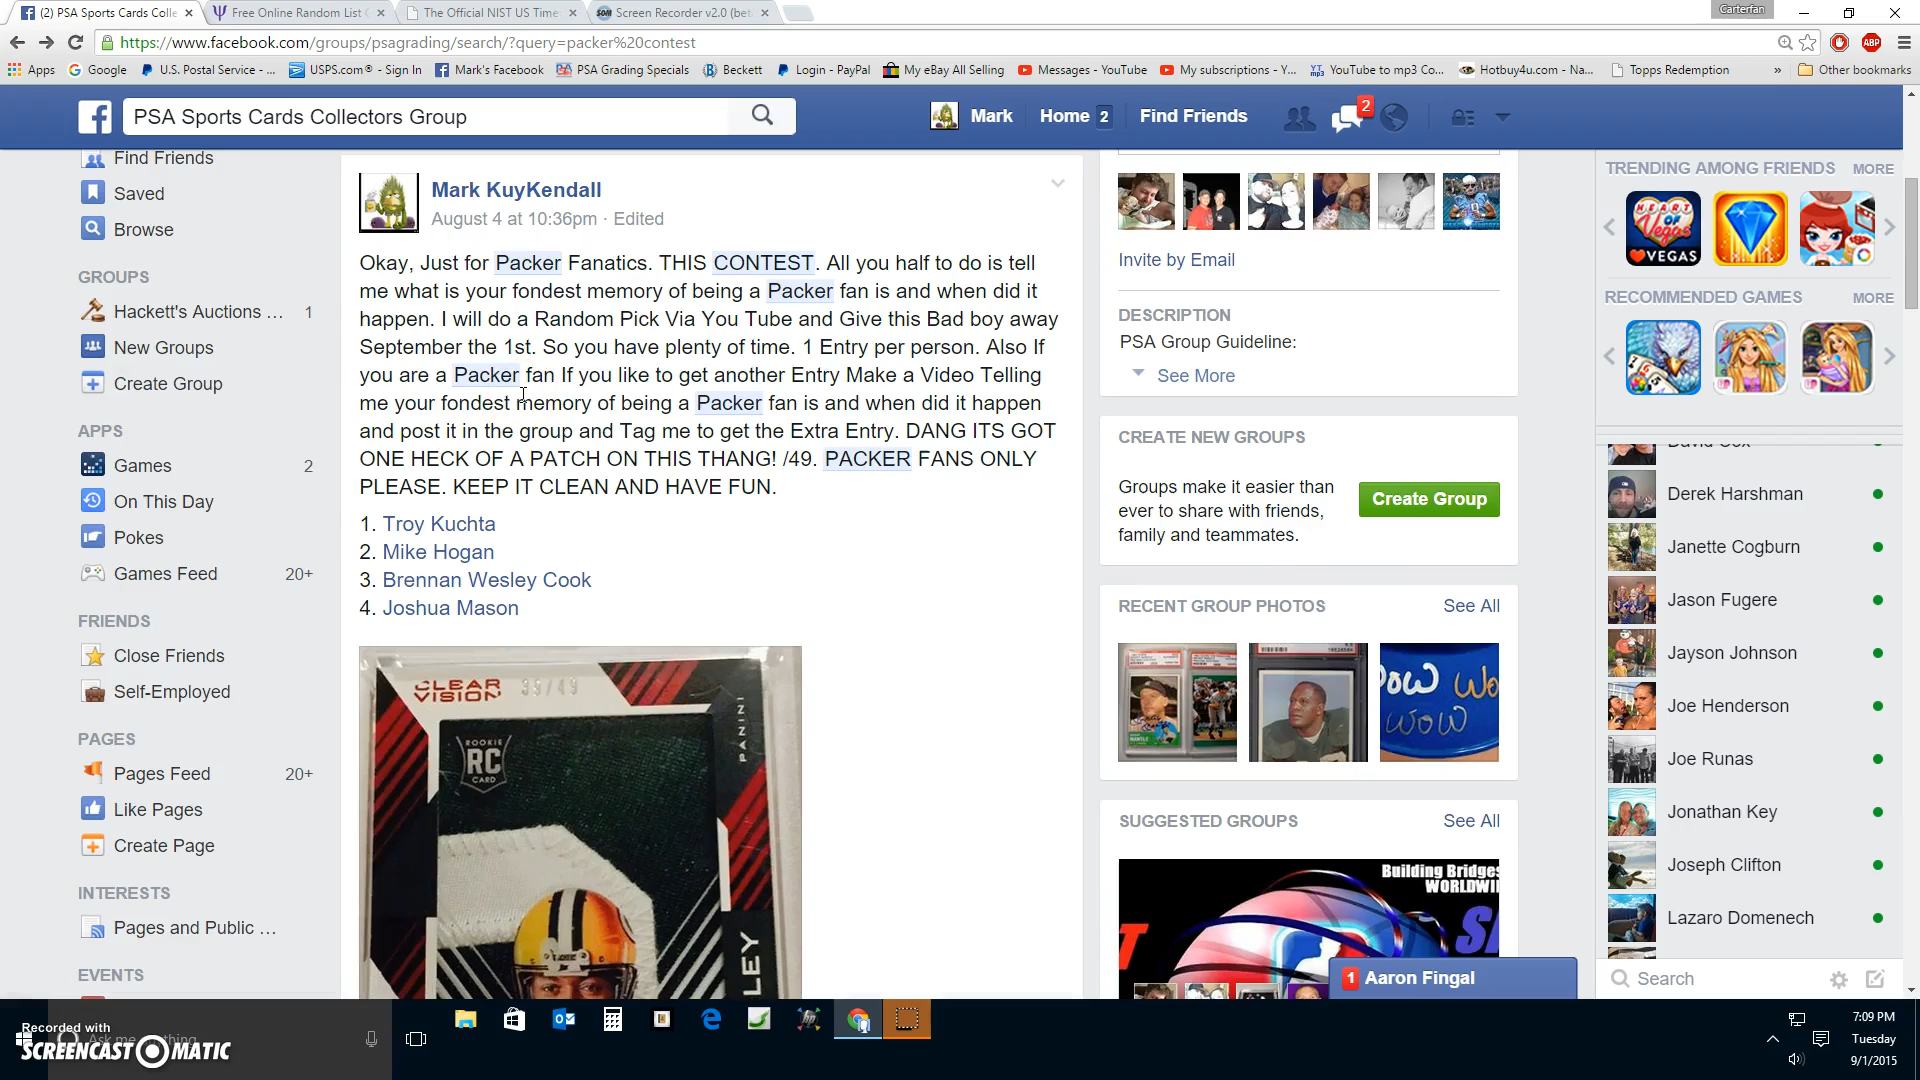 (2) PSA Sports Cards Colle
Free Online Random List
The Official NIST US Time
Screen Recorder v2.0 (bet
Carterfan
https://www.facebook.com/groups/psagrading/search/?query=packer%20contest
Apps
Google
U.S. Postal Service - ...
USPS.com® - Sign In
Mark's Facebook
PSA Grading Specials
Beckett
Login - PayPal
My eBay All Selling
Messages - YouTube
My subscriptions - Y...
YouTube to mp3 Co...
Hotbuy4u.com - Na...
Topps Redemption
»
Other bookmarks
PSA Sports Cards Collectors Group
Mark
Home 2
Find Friends
2
Find Friends
Saved
Browse
GROUPS
Hackett's Auctions ... 1
New Groups
Create Group
APPS
Games 2
On This Day
Pokes
Games Feed 20+
FRIENDS
Close Friends
Self-Employed
PAGES
Pages Feed 20+
Like Pages
Create Page
INTERESTS
Pages and Public ...
EVENTS
Mark KuyKendall
August 4 at 10:36pm · Edited
Okay, Just for Packer Fanatics. THIS CONTEST. All you half to do is tell
me what is your fondest memory of being a Packer fan is and when did it
happen. I will do a Random Pick Via You Tube and Give this Bad boy away
September the 1st. So you have plenty of time. 1 Entry per person. Also If
you are a Packer fan If you like to get another Entry Make a Video Telling
me your fondest memory of being a Packer fan is and when did it happen
and post it in the group and Tag me to get the Extra Entry. DANG ITS GOT
ONE HECK OF A PATCH ON THIS THANG! /49. PACKER FANS ONLY
PLEASE. KEEP IT CLEAN AND HAVE FUN.
1. Troy Kuchta
2. Mike Hogan
3. Brennan Wesley Cook
4. Joshua Mason
CLEAR
VISION
PANINI
ROOKIE
RC
CARD
LEY
Invite by Email
DESCRIPTION
PSA Group Guideline:
See More
CREATE NEW GROUPS
Groups make it easier than
ever to share with friends,
family and teammates.
Create Group
RECENT GROUP PHOTOS
See All
WOW
SUGGESTED GROUPS
See All
Building Bridges
WORLDWI
1 Aaron Fingal
TRENDING AMONG FRIENDS
MORE
HEART
OF
VEGAS
♥VEGAS
RECOMMENDED GAMES
MORE
David Cox
Derek Harshman
Janette Cogburn
Jason Fugere
Jayson Johnson
Joe Henderson
Joe Runas
Jonathan Key
Joseph Clifton
Lazaro Domenech
Search
Recorded with
SCREENCAST O MATIC
7:09 PM
Tuesday
9/1/2015